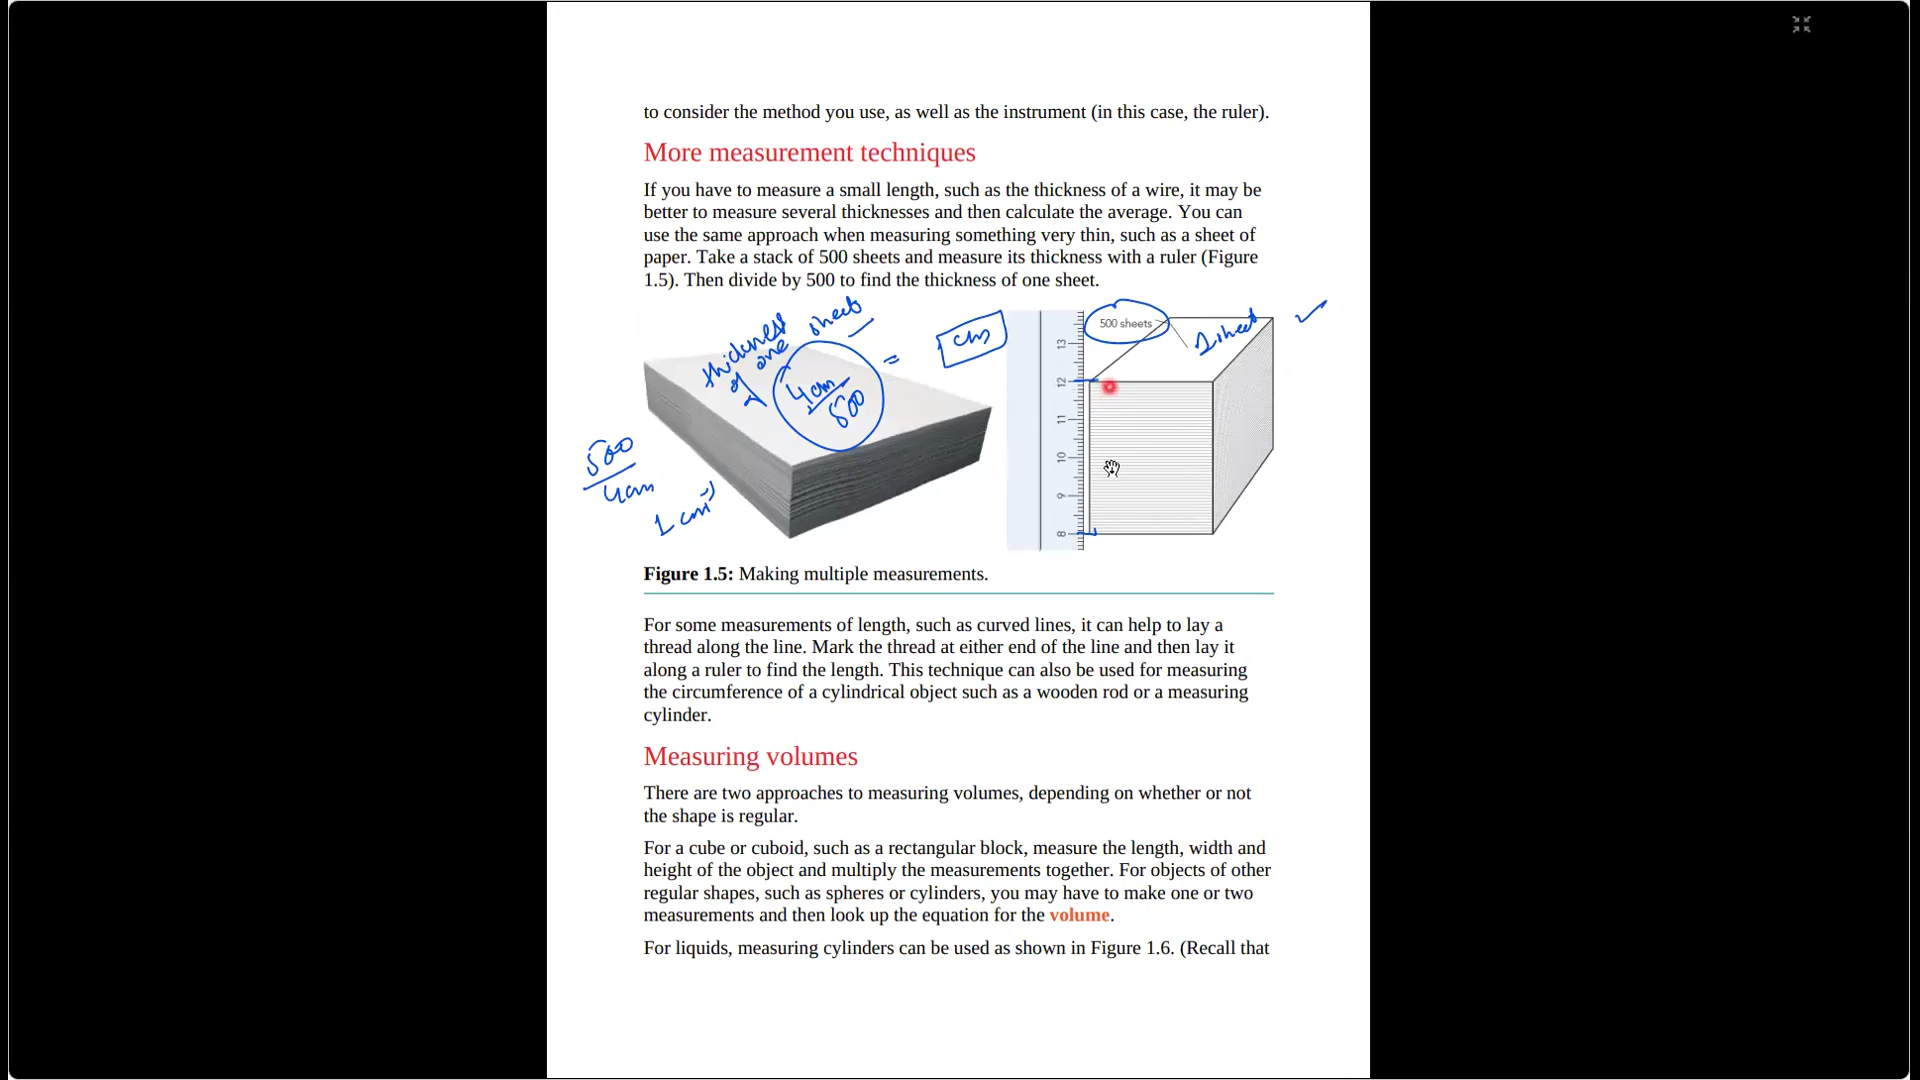 to consider the method you use, as well as the instrument (in this case, the ruler).
More measurement techniques
If you have to measure a small length, such as the thickness of a wire, it may be
better to measure several thicknesses and then calculate the average. You can
use the same approach when measuring something very thin, such as a sheet of
paper. Take a stack of 500 sheets and measure its thickness with a ruler (Figure
1.5). Then divide by 500 to find the thickness of one sheet.
thickness
of one sheet
4cm
500
=
cm
500
4cm
1 cm
500 sheets
1 sheet
13
12
11
10
9
8
Figure 1.5: Making multiple measurements.
For some measurements of length, such as curved lines, it can help to lay a
thread along the line. Mark the thread at either end of the line and then lay it
along a ruler to find the length. This technique can also be used for measuring
the circumference of a cylindrical object such as a wooden rod or a measuring
cylinder.
Measuring volumes
There are two approaches to measuring volumes, depending on whether or not
the shape is regular.
For a cube or cuboid, such as a rectangular block, measure the length, width and
height of the object and multiply the measurements together. For objects of other
regular shapes, such as spheres or cylinders, you may have to make one or two
measurements and then look up the equation for the volume.
For liquids, measuring cylinders can be used as shown in Figure 1.6. (Recall that